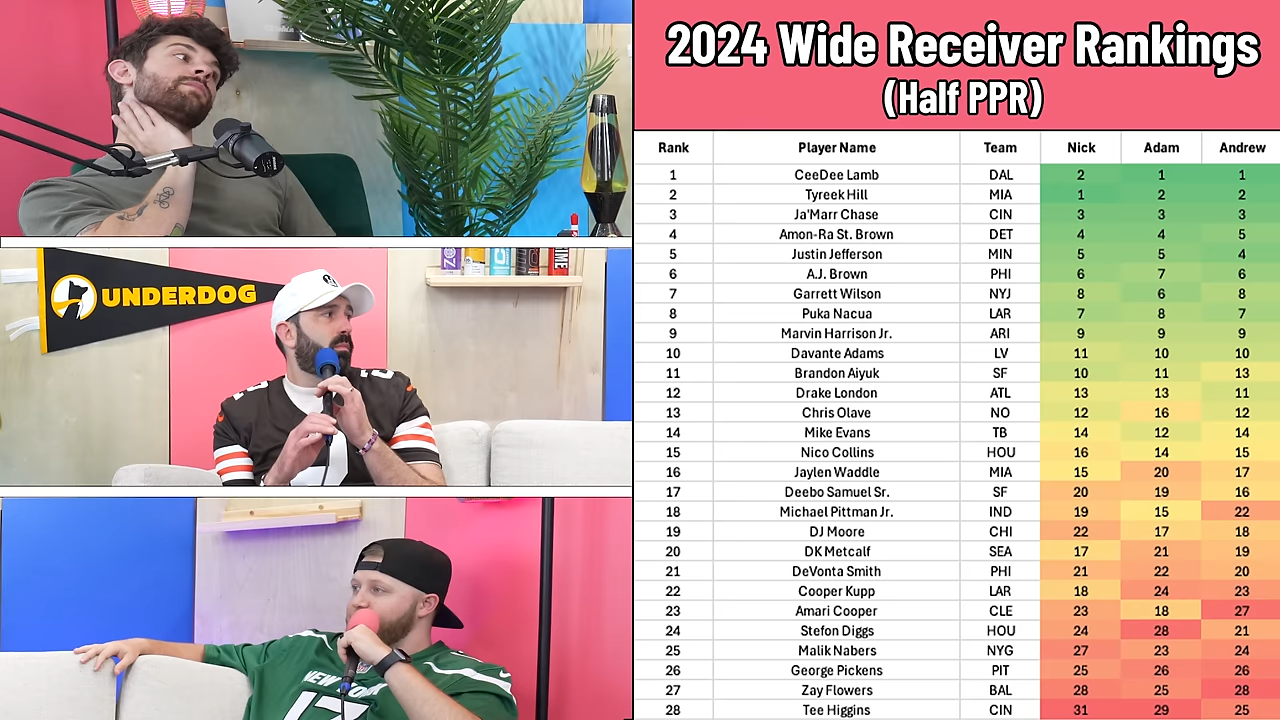 2024 Wide Receiver Rankings
(Half PPR)
Rank Player Name Team Nick Adam Andrew
1 CeeDee Lamb DAL 2 1 1
2 Tyreek Hill MIA 1 2 2
3 Ja'Marr Chase CIN 3 3 3
4 Amon-Ra St. Brown DET 4 4 5
5 Justin Jefferson MIN 5 5 4
6 A.J. Brown PHI 6 7 6
7 Garrett Wilson NYJ 8 6 8
8 Puka Nacua LAR 7 8 7
9 Marvin Harrison Jr. ARI 9 9 9
10 Davante Adams LV 11 10 10
11 Brandon Aiyuk SF 10 11 13
12 Drake London ATL 13 13 11
13 Chris Olave NO 12 16 12
14 Mike Evans TB 14 12 14
15 Nico Collins HOU 16 14 15
16 Jaylen Waddle MIA 15 20 17
17 Deebo Samuel Sr. SF 20 19 16
18 Michael Pittman Jr. IND 19 15 22
19 DJ Moore CHI 22 17 18
20 DK Metcalf SEA 17 21 19
21 DeVonta Smith PHI 21 22 20
22 Cooper Kupp LAR 18 24 23
23 Amari Cooper CLE 23 18 27
24 Stefon Diggs HOU 24 28 21
25 Malik Nabers NYG 27 23 24
26 George Pickens PIT 25 26 26
27 Zay Flowers BAL 28 25 28
28 Tee Higgins CIN 31 29 25
UNDERDOG
NEW YORK
17